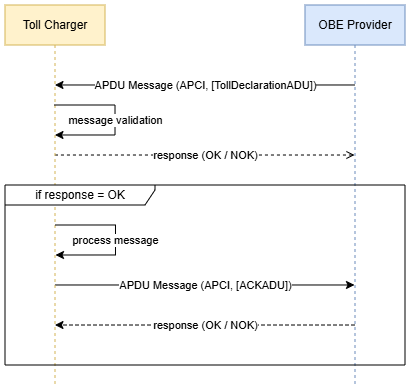 Toll Charger
OBE Provider
APDU Message (APCI, [TollDeclarationADU])
message validation
response (OK / NOK)
if response = OK
process message
APDU Message (APCI, [ACKADU])
response (OK / NOK)